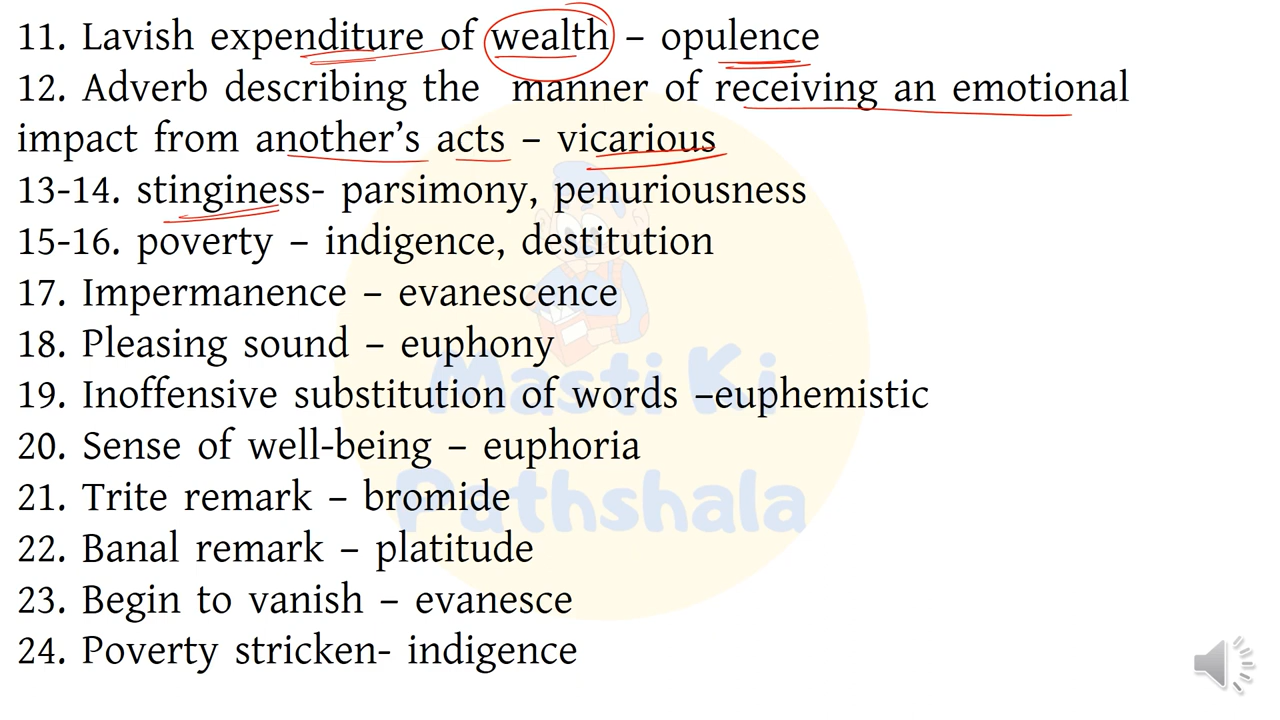 11. Lavish expenditure of wealth – opulence
12. Adverb describing the manner of receiving an emotional
impact from another’s acts – vicarious
13-14. stinginess- parsimony, penuriousness
15-16. poverty – indigence, destitution
17. Impermanence – evanescence
18. Pleasing sound – euphony
19. Inoffensive substitution of words –euphemistic
20. Sense of well-being – euphoria
21. Trite remark – bromide
22. Banal remark – platitude
23. Begin to vanish – evanesce
24. Poverty stricken- indigence
Masti Ki
Pathshala